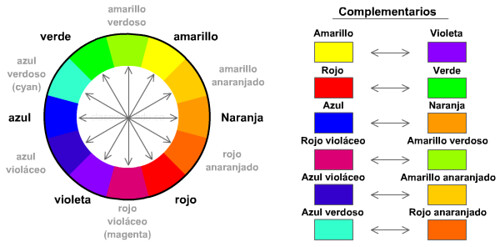 amarillo
verdoso
verde
amarillo
azul
verdoso
(cyan)
amarillo
anaranjado
azul
Naranja
azul
violáceo
rojo
anaranjado
violeta
rojo
rojo
violáceo
(magenta)
Complementarios
Amarillo Violeta
Rojo Verde
Azul Naranja
Rojo violáceo Amarillo verdoso
Azul violáceo Amarillo anaranjado
Azul verdoso Rojo anaranjado